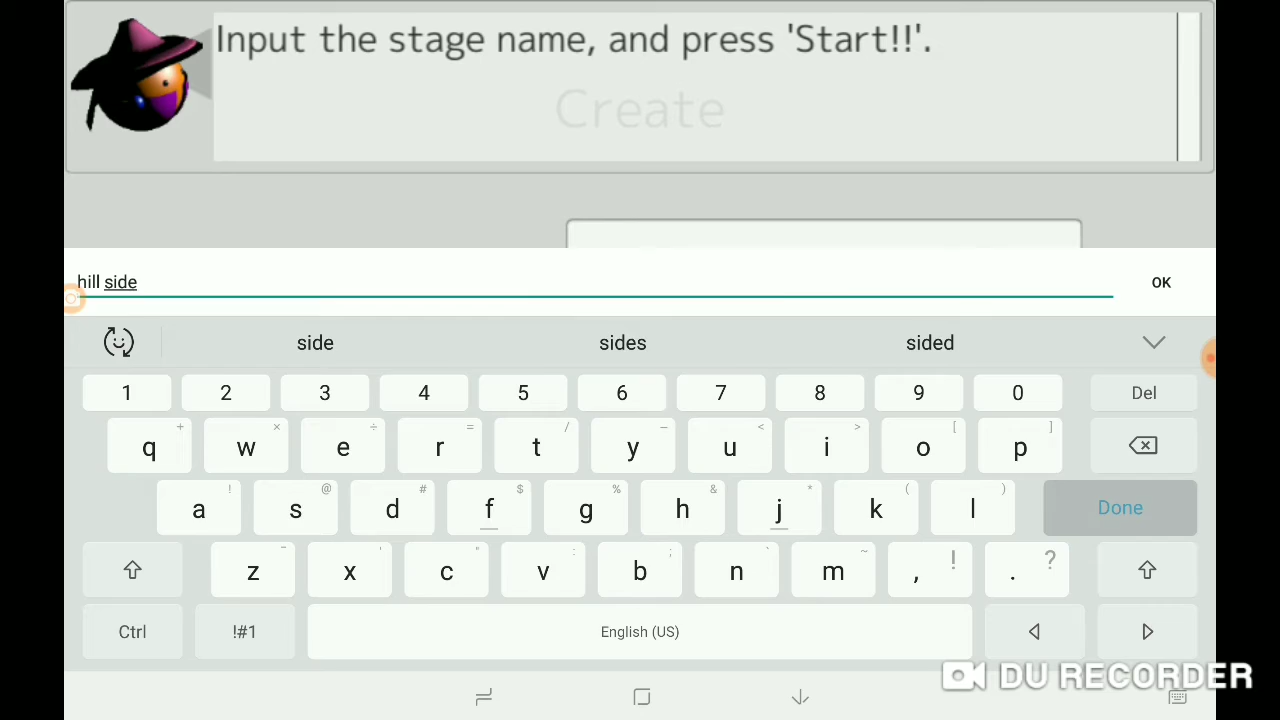 Input the stage name, and press 'Start!!'.
Create
hill side
OK
side sides sided
1 2 3 4 5 6 7 8 9 0 Del
+ × ÷ = / _ < > [ ]
q w e r t y u i o p
! @ # $ % & * ( )
a s d f g h j k l Done
- ' " : ; ` ~ ! ?
z x c v b n m , .
Ctrl !#1 English (US)
DU RECORDER